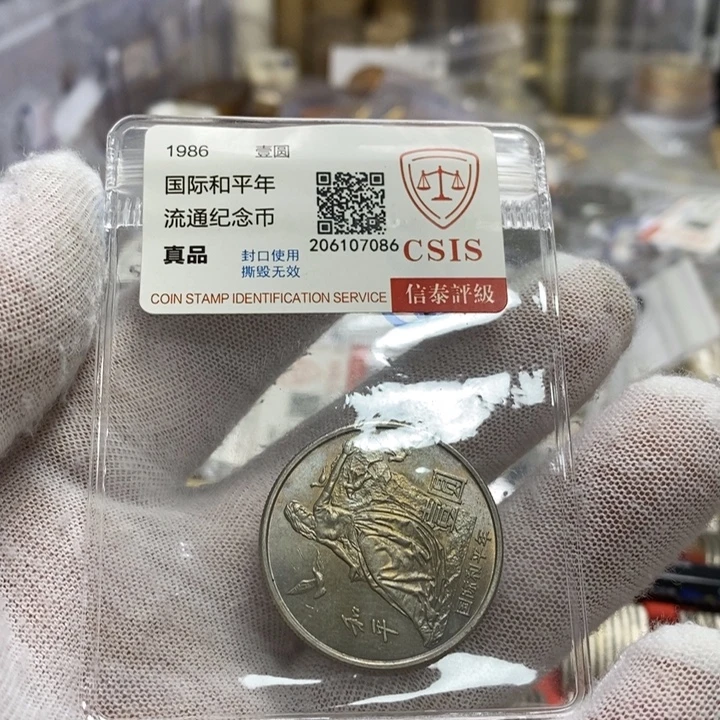 1986 壹圆
国际和平年
流通纪念币
真品
封口使用
撕毁无效
206107086
CSIS
COIN STAMP IDENTIFICATION SERVICE
信泰評級
壹圆
国际和平年
和平